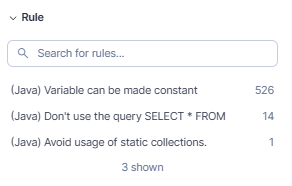 Rule
Search for rules...
(Java) Variable can be made constant 526
(Java) Don't use the query SELECT * FROM 14
(Java) Avoid usage of static collections. 1
3 shown